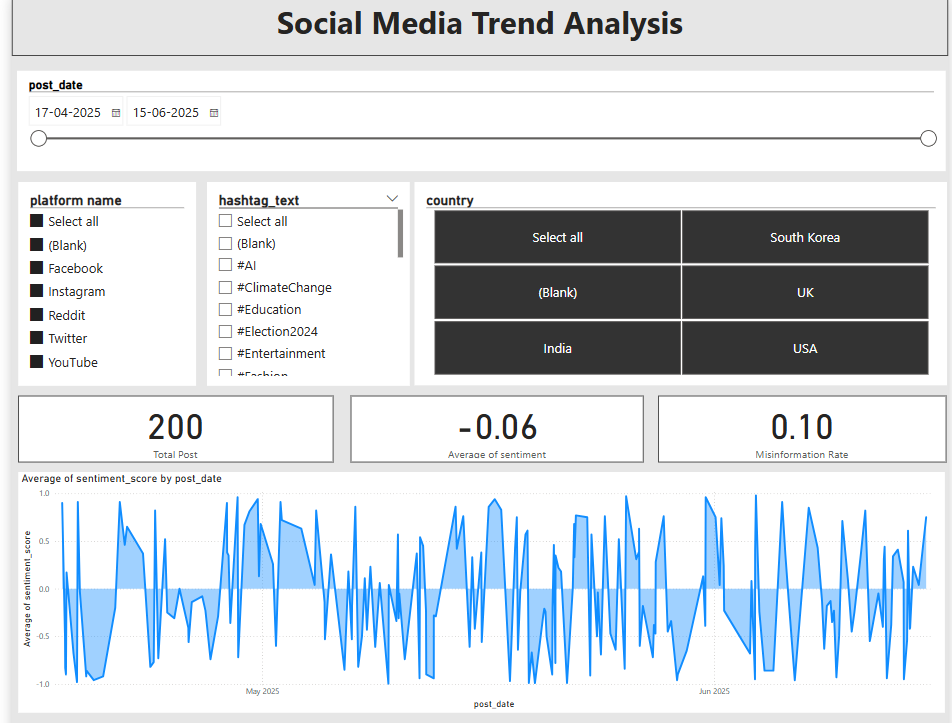 Social Media Trend Analysis
post_date
17-04-2025 15-06-2025
platform name
Select all
(Blank)
Facebook
Instagram
Reddit
Twitter
YouTube
hashtag_text
Select all
(Blank)
#AI
#ClimateChange
#Education
#Election2024
#Entertainment
#Fashion
country
Select all
South Korea
(Blank)
UK
India
USA
200
Total Post
-0.06
Average of sentiment
0.10
Misinformation Rate
Average of sentiment_score by post_date
Average of sentiment_score
1.0
0.5
0.0
-0.5
-1.0
May 2025
Jun 2025
post_date